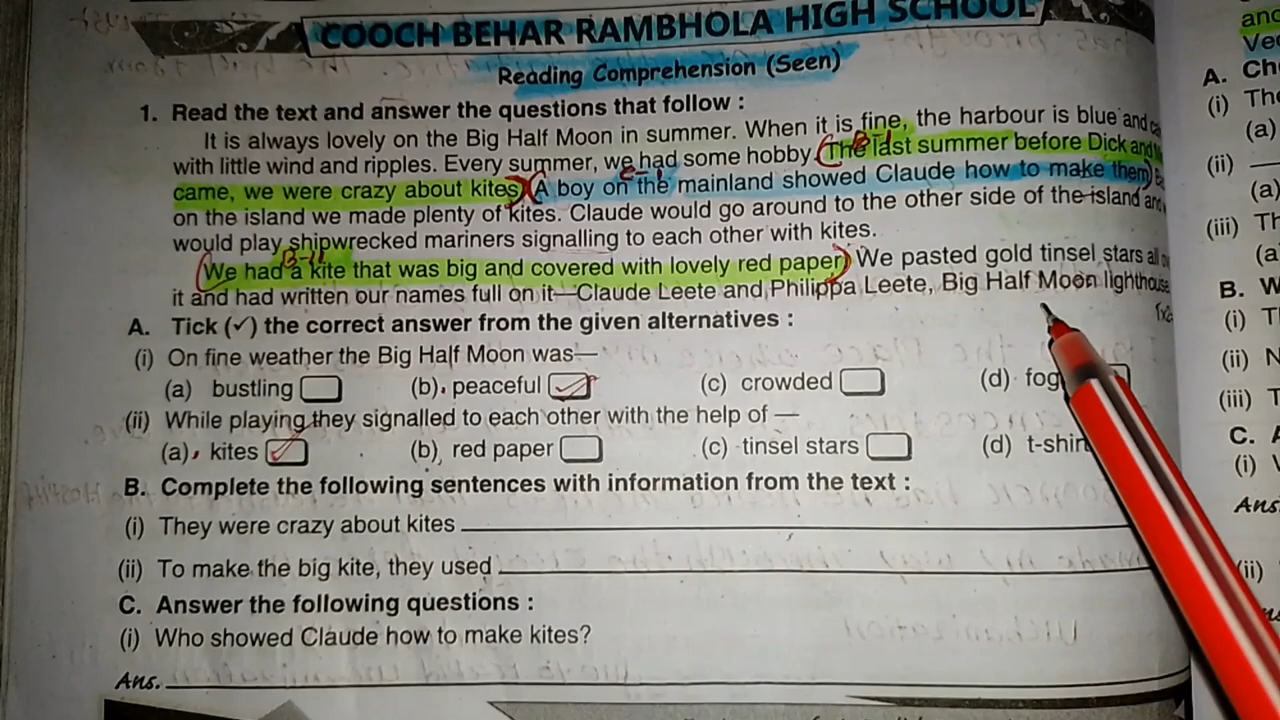 COOCH BEHAR RAMBHOLA HIGH SCHOOL
Reading Comprehension (Seen)
1. Read the text and answer the questions that follow :
It is always lovely on the Big Half Moon in summer. When it is fine, the harbour is blue and
with little wind and ripples. Every summer, we had some hobby. The last summer before Dick and
came, we were crazy about kites. A boy on the mainland showed Claude how to make them.
on the island we made plenty of kites. Claude would go around to the other side of the island and
would play shipwrecked mariners signalling to each other with kites.
We had a kite that was big and covered with lovely red paper. We pasted gold tinsel stars all
it and had written our names full on it—Claude Leete and Philippa Leete, Big Half Moon lighthouse
A. Tick (✓) the correct answer from the given alternatives :
(i) On fine weather the Big Half Moon was—
(a) bustling (b) peaceful (c) crowded (d) fog
(ii) While playing they signalled to each other with the help of —
(a) kites (b) red paper (c) tinsel stars (d) t-shir
B. Complete the following sentences with information from the text :
(i) They were crazy about kites
(ii) To make the big kite, they used
C. Answer the following questions :
(i) Who showed Claude how to make kites?
Ans.
and
A. Ch
(i) The
(a)
(ii)
(a)
(iii) Th
(a
B. W
(i) T
(ii) N
(iii) T
C. A
(i)
Ans.
(ii)